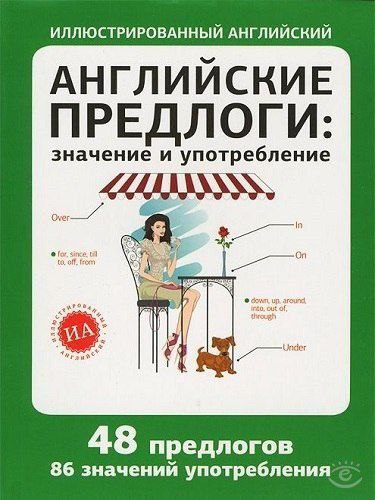 ИЛЛЮСТРИРОВАННЫЙ АНГЛИЙСКИЙ
АНГЛИЙСКИЕ
ПРЕДЛОГИ:
значение и употребление
Over
In
for, since, till
to, off, from
On
down, up, around,
into, out of,
through
ИЛЛЮСТРИРОВАННЫЙ
ИА
АНГЛИЙСКИЙ
Under
48 предлогов
86 значений употребления